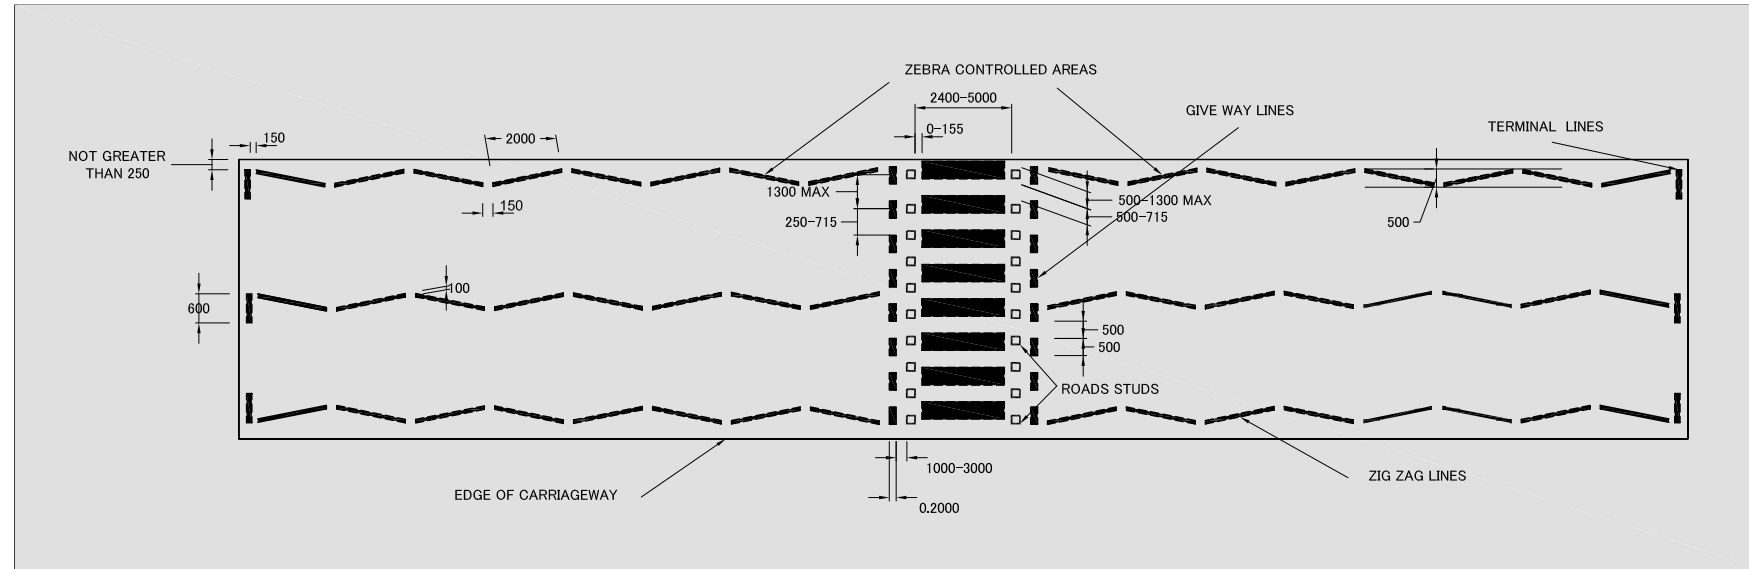 ZEBRA CONTROLLED AREAS
2400-5000
GIVE WAY LINES
0-155
TERMINAL LINES
150
2000
NOT GREATER
THAN 250
1300 MAX
500-1300 MAX
150
250-715
500-715
500
100
600
500
500
ROADS STUDS
1000-3000
ZIG ZAG LINES
EDGE OF CARRIAGEWAY
0.2000